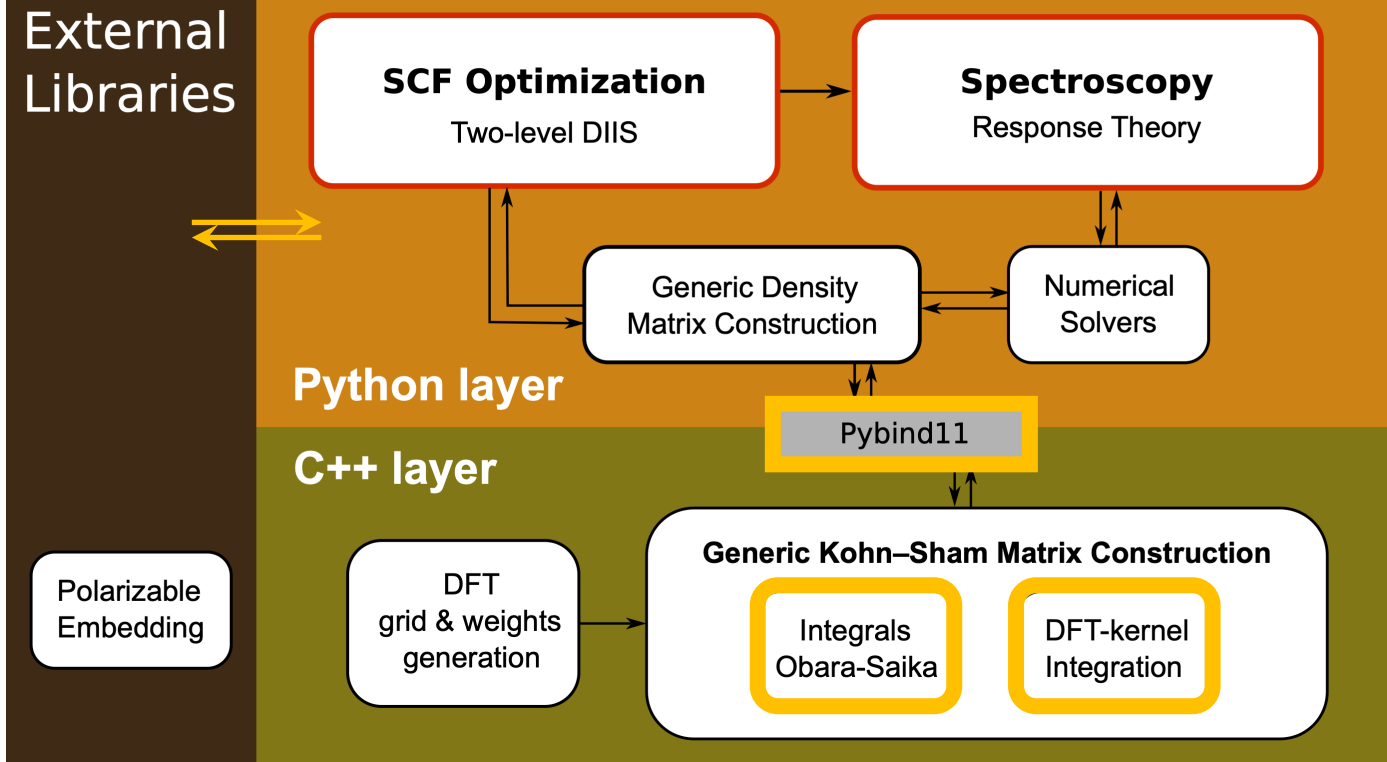 External
Libraries
SCF Optimization
Two-level DIIS
Spectroscopy
Response Theory
Generic Density
Matrix Construction
Numerical
Solvers
Python layer
Pybind11
C++ layer
Polarizable
Embedding
DFT
grid & weights
generation
Generic Kohn–Sham Matrix Construction
Integrals
Obara-Saika
DFT-kernel
Integration